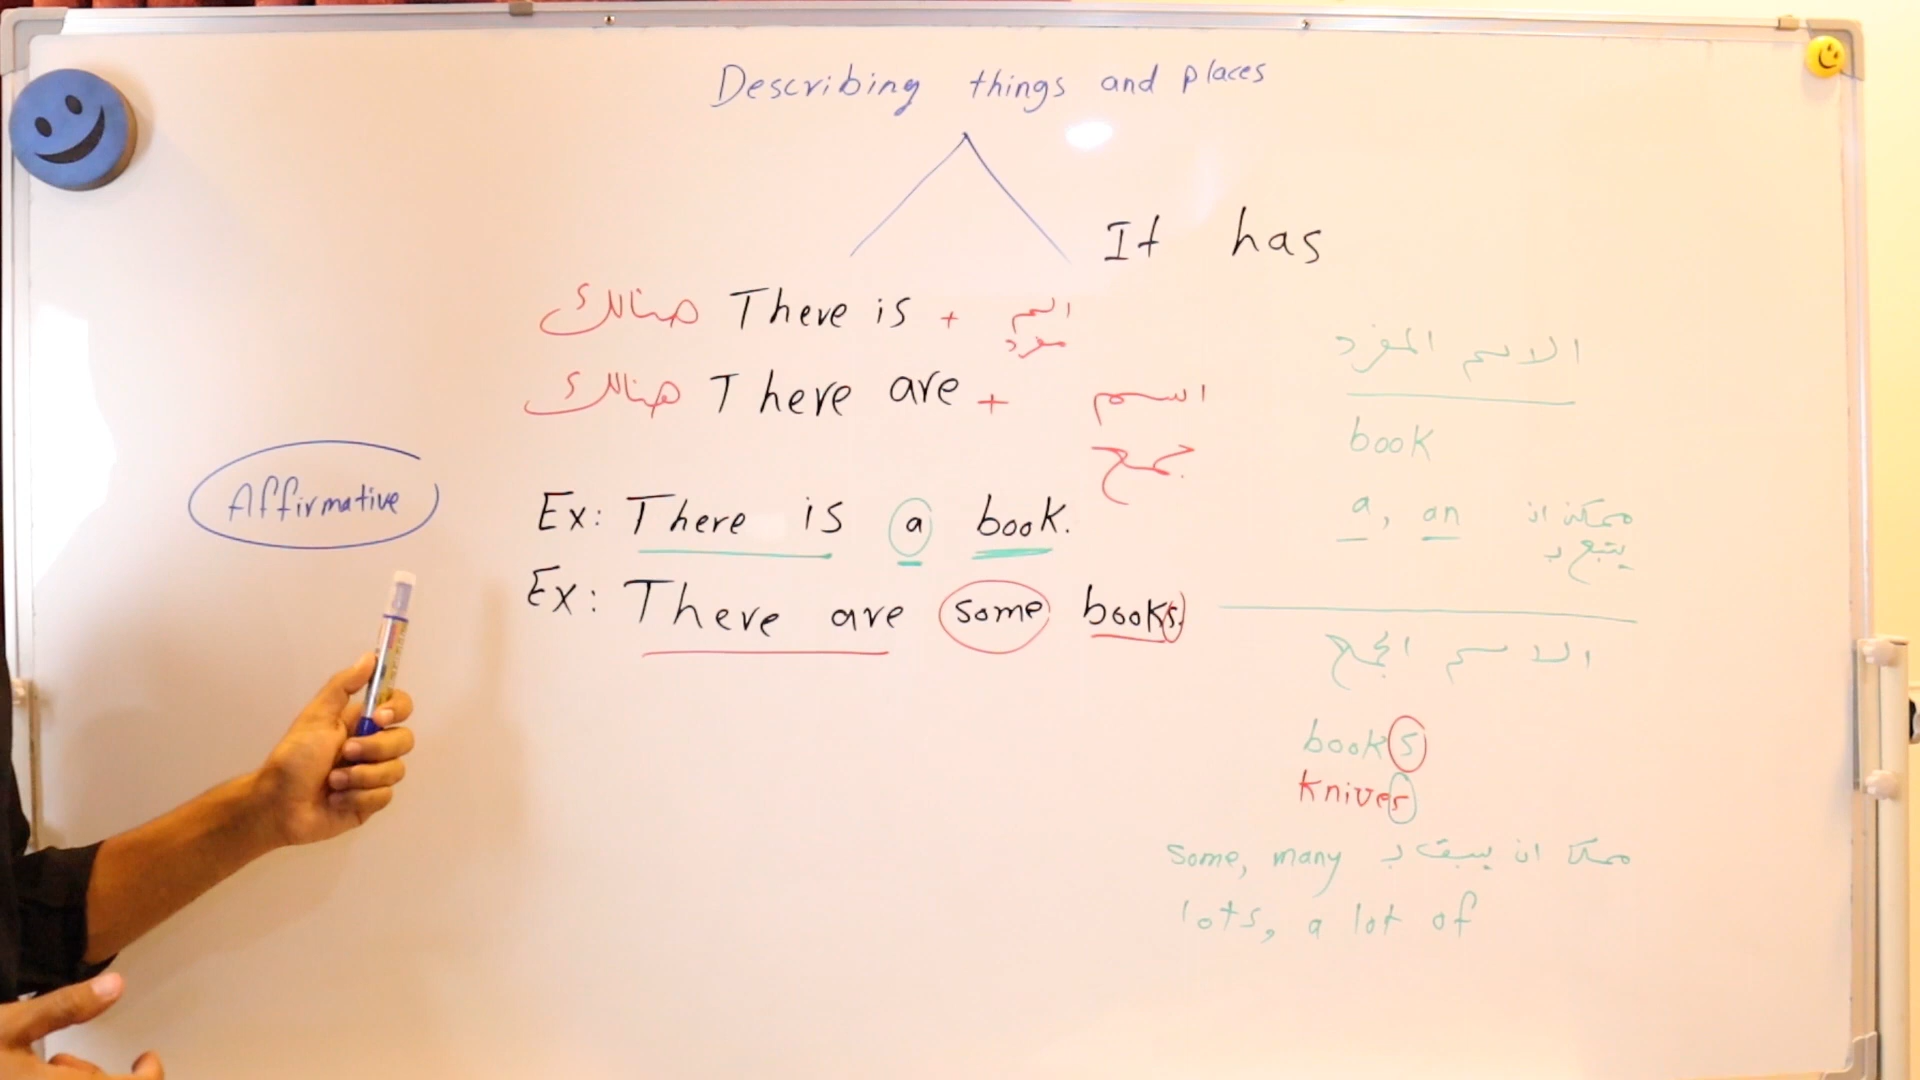 Describing things and places
It has
هنالك There is + اسم
مفرد
هنالك There are + اسم
جمع
Affirmative
Ex: There is a book.
Ex: There are some books.
الاسم المفرد
book
a, an ممكن ان
يتبع بـ
الاسم الجمع
books
knives
some, many ممكن ان يسبق بـ
lots, a lot of